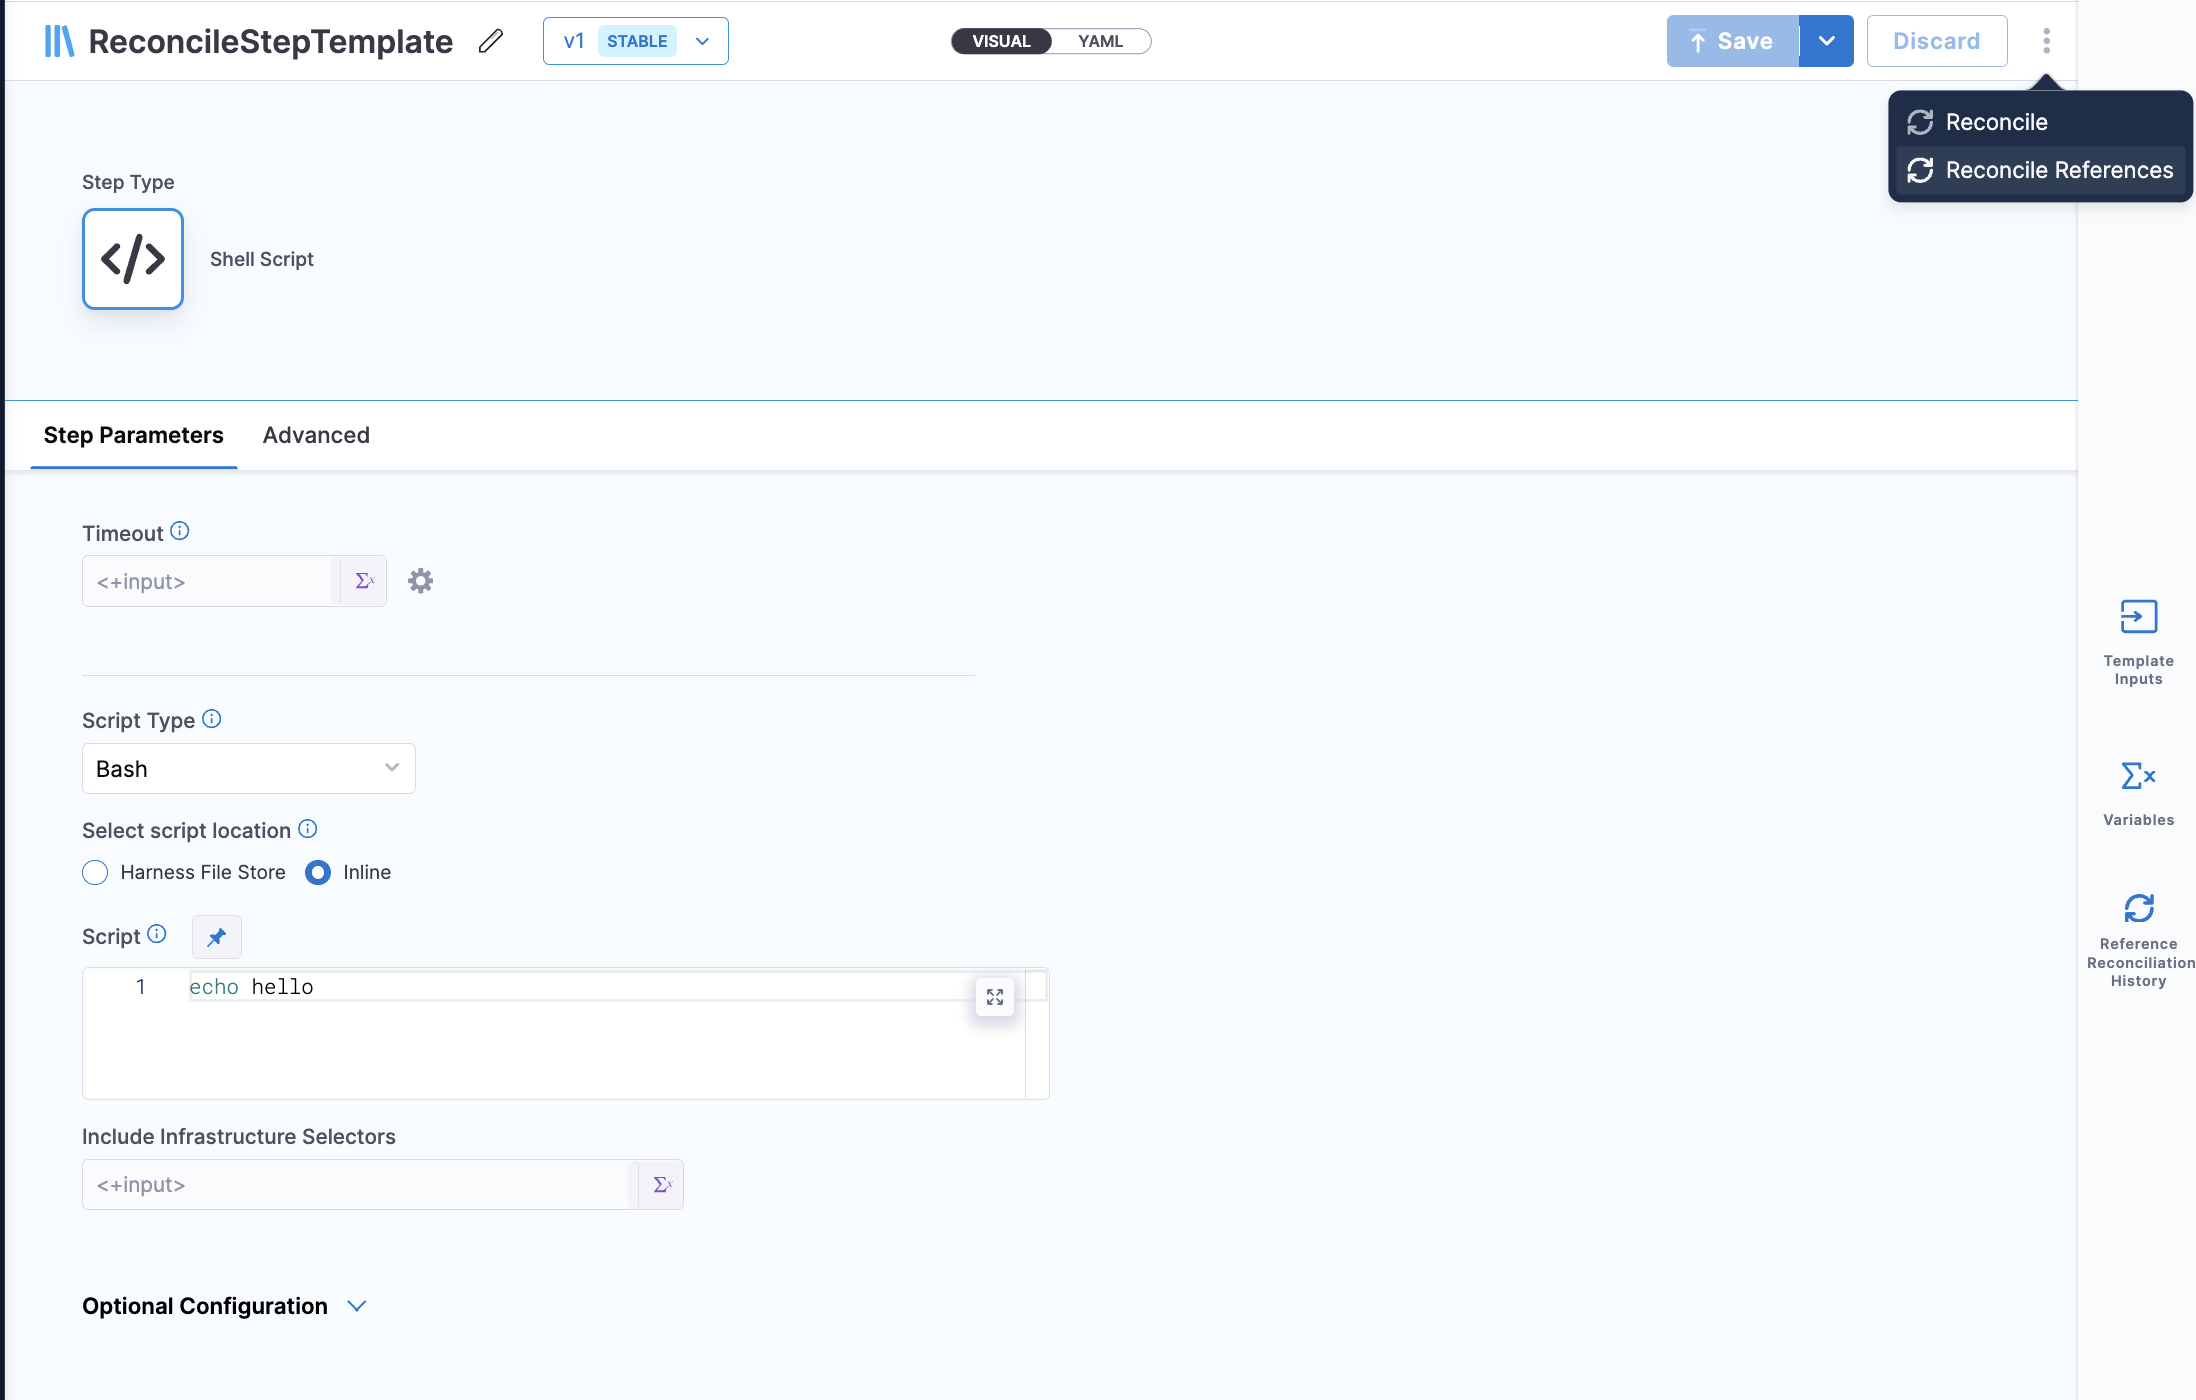 ReconcileStepTemplate
v1 STABLE
VISUAL YAML
Save
Discard
Reconcile
Reconcile References
Step Type
</>
Shell Script
Step Parameters
Advanced
Timeout
<+input>
Script Type
Bash
Select script location
Harness File Store
Inline
Script
1 echo hello
Include Infrastructure Selectors
<+input>
Optional Configuration
Template
Inputs
Σx
Variables
Reference
Reconciliation
History